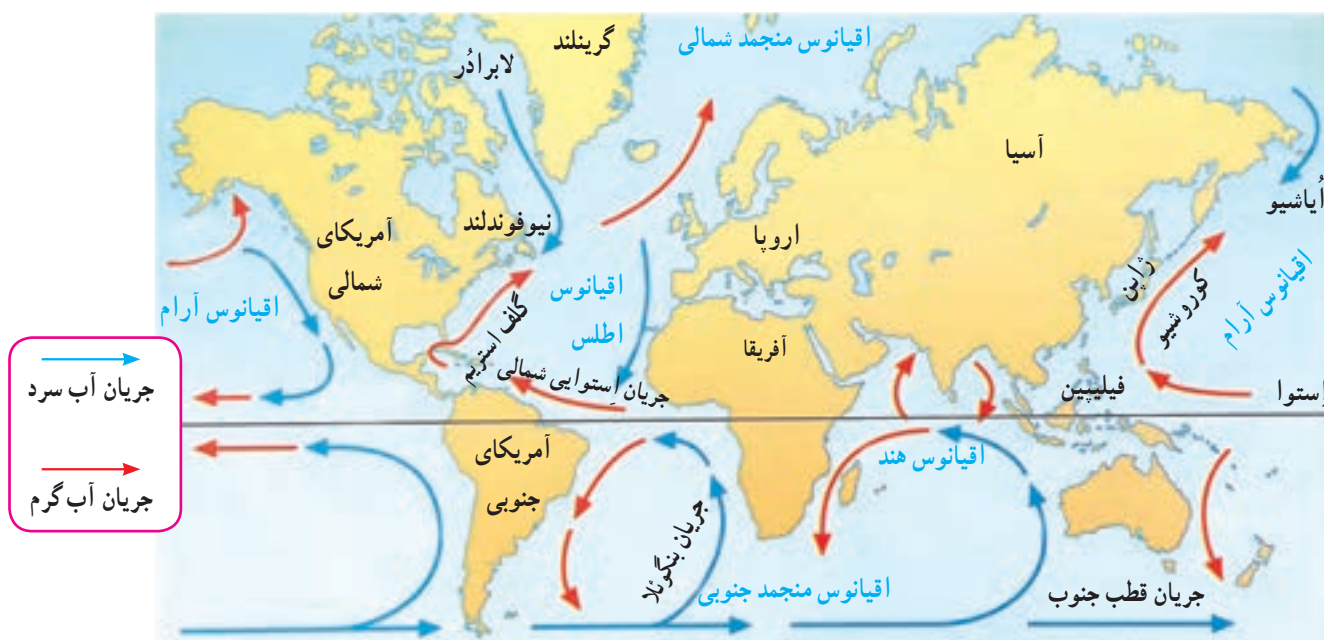 اقیانوس منجمد شمالی
گرینلند
لابرادُر
آسیا
اُیاشیو
نیوفوندلند
آمریکای
شمالی
اروپا
اقیانوس آرام
ژاپن
کورو شیو
اقیانوس
اطلس
گلف استریم
اقیانوس آرام
آفریقا
جریان اِستوایی شمالی
فیلیپین
اِستوا
جریان آب سرد
جریان آب گرم
آمریکای
جنوبی
اقیانوس هند
جریان بنگوئلا
اقیانوس منجمد جنوبی
جریان قطب جنوب